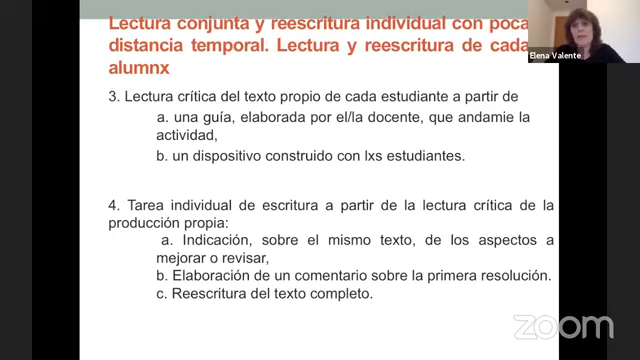 Lectura conjunta y reescritura individual con poca
distancia temporal. Lectura y reescritura de cada
alumnx
Elena Valente
3. Lectura crítica del texto propio de cada estudiante a partir de
a. una guía, elaborada por el/la docente, que andamie la
actividad,
b. un dispositivo construido con lxs estudiantes.
4. Tarea individual de escritura a partir de la lectura crítica de la
producción propia:
a. Indicación, sobre el mismo texto, de los aspectos a
mejorar o revisar,
b. Elaboración de un comentario sobre la primera resolución.
c. Reescritura del texto completo.
zoom